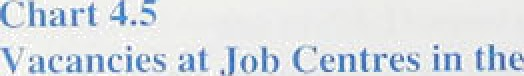 Chart 4.5
Vacancies at Job Centres in the